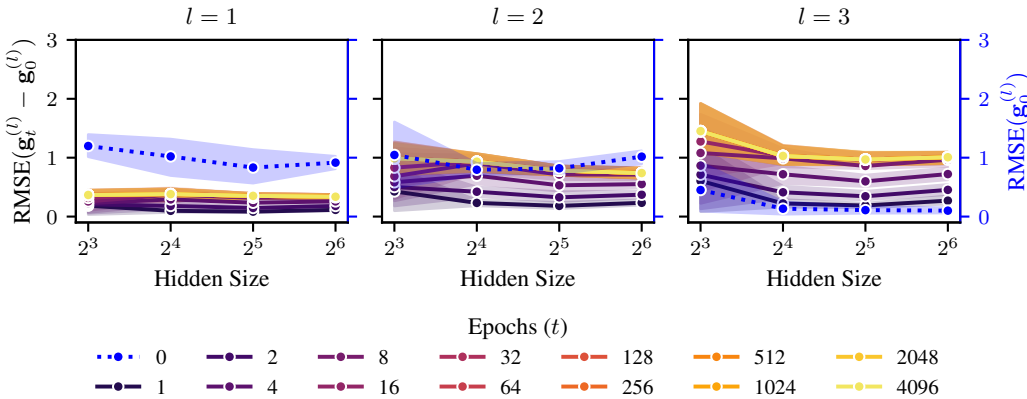 l = 1 l = 2 l = 3
RMSE(g_t^(l) − g_0^(l))
3 2 1 0
2^3 2^4 2^5 2^6
Hidden Size
2^3 2^4 2^5 2^6
Hidden Size
2^3 2^4 2^5 2^6
Hidden Size
3 2 1 0
RMSE(g_0^(l))
Epochs (t)
0 2 8 32 128 512 2048
1 4 16 64 256 1024 4096